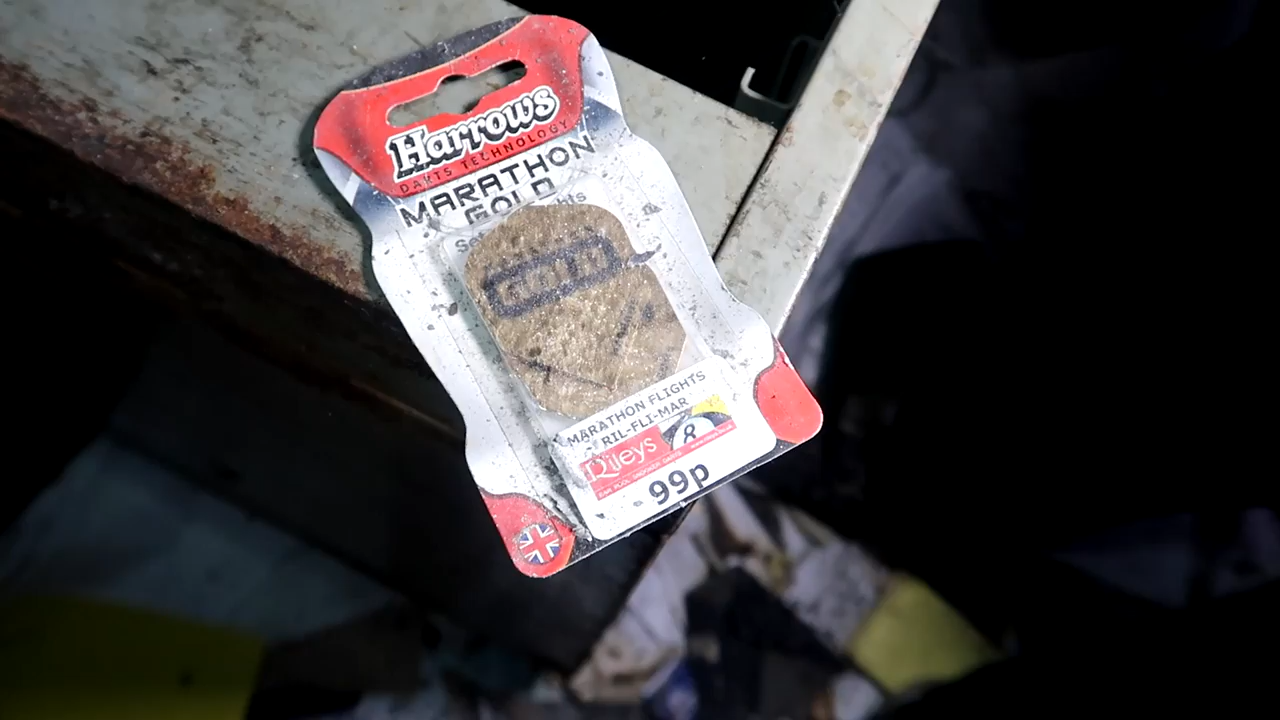 Harrows
DARTS TECHNOLOGY
MARATHON
GOLD
MARATHON FLIGHTS
RIL-FLI-MAR
Rileys
8
99p